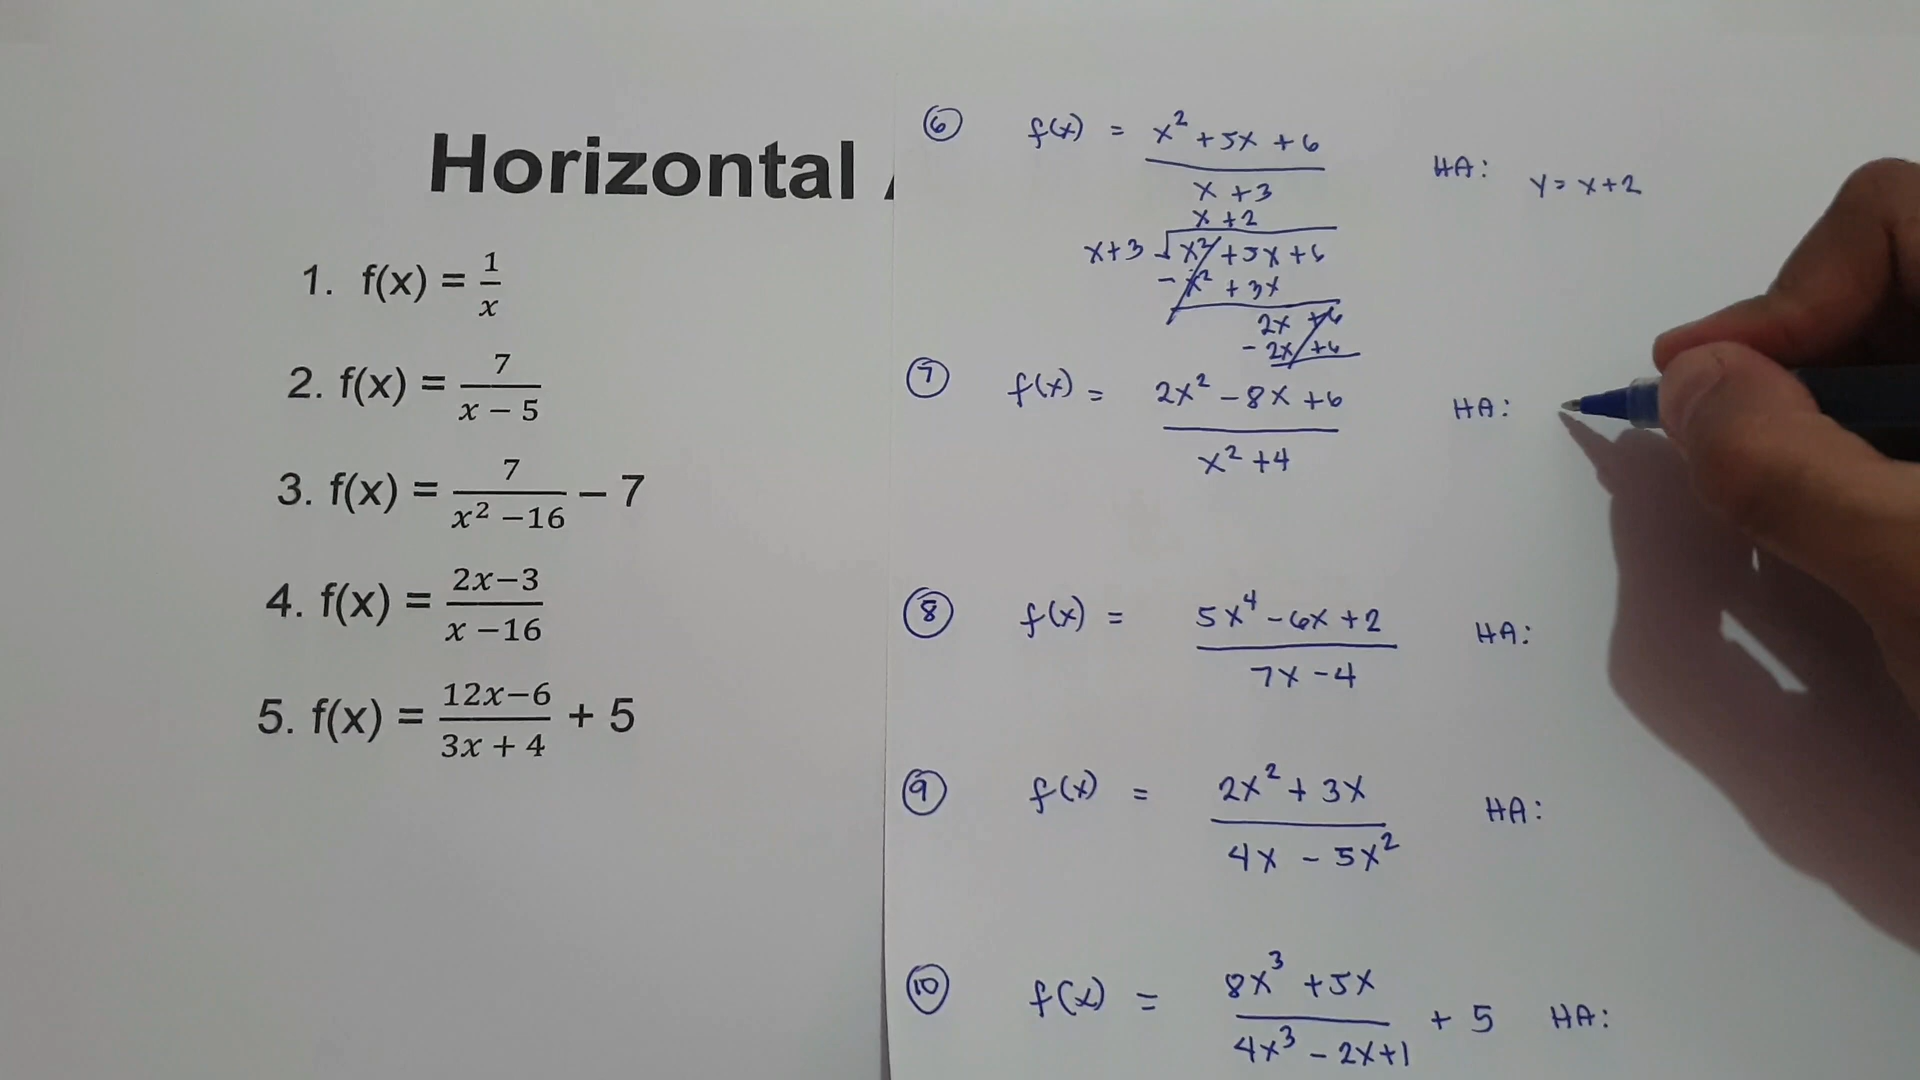 Horizontal
1. f(x) = 1/x
2. f(x) = 7/(x − 5)
3. f(x) = 7/(x² −16) − 7
4. f(x) = (2x−3)/(x −16)
5. f(x) = (12x−6)/(3x + 4) + 5
⑥ f(x) = (x² + 5x + 6)/(x + 3) HA: y = x + 2
x + 2
x+3 √ x² + 5x + 6
− x² + 3x
2x + 6
− 2x + 6
⑦ f(x) = (2x² − 8x + 6)/(x² + 4) HA:
⑧ f(x) = (5x⁴ − 6x + 2)/(7x − 4) HA:
⑨ f(x) = (2x² + 3x)/(4x − 5x²) HA:
⑩ f(x) = (8x³ + 5x)/(4x³ − 2x + 1) + 5 HA: